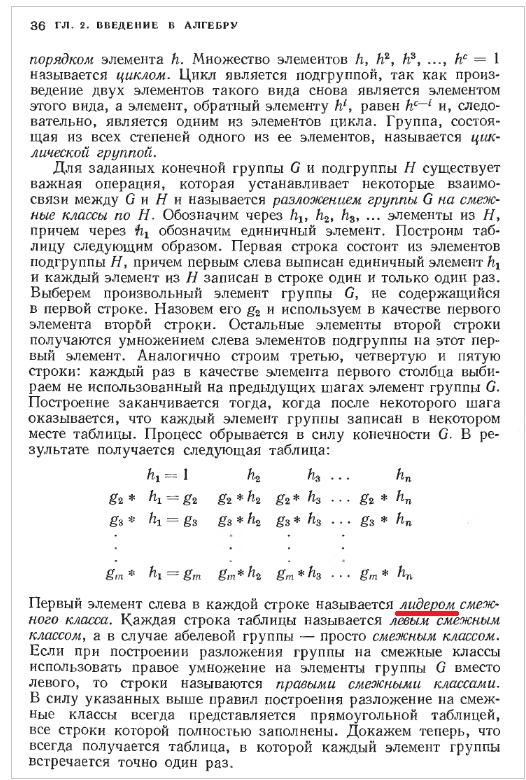 36 ГЛ. 2. ВВЕДЕНИЕ В АЛГЕБРУ
порядком элемента h. Множество элементов h, h², h³, ..., hᶜ = 1
называется циклом. Цикл является подгруппой, так как произ-
ведение двух элементов такого вида снова является элементом
этого вида, а элемент, обратный элементу hⁱ, равен hᶜ⁻ⁱ и, следо-
вательно, является одним из элементов цикла. Группа, состоя-
щая из всех степеней одного из ее элементов, называется цик-
лической группой.
Для заданных конечной группы G и подгруппы H существует
важная операция, которая устанавливает некоторые взаимо-
связи между G и H и называется разложением группы G на смеж-
ные классы по H. Обозначим через h₁, h₂, h₃, ... элементы из H,
причем через h₁ обозначим единичный элемент. Построим таб-
лицу следующим образом. Первая строка состоит из элементов
подгруппы H, причем первым слева выписан единичный элемент h₁
и каждый элемент из H записан в строке один и только один раз.
Выберем произвольный элемент группы G, не содержащийся
в первой строке. Назовем его g₂ и используем в качестве первого
элемента второй строки. Остальные элементы второй строки
получаются умножением слева элементов подгруппы на этот пер-
вый элемент. Аналогично строим третью, четвертую и пятую
строки: каждый раз в качестве элемента первого столбца выби-
раем не использованный на предыдущих шагах элемент группы G.
Построение заканчивается тогда, когда после некоторого шага
оказывается, что каждый элемент группы записан в некотором
месте таблицы. Процесс обрывается в силу конечности G. В ре-
зультате получается следующая таблица:
h₁ = 1 h₂ h₃ ... hₙ
g₂ * h₁ = g₂ g₂ * h₂ g₂ * h₃ ... g₂ * hₙ
g₃ * h₁ = g₃ g₃ * h₂ g₃ * h₃ ... g₃ * hₙ
. . . .
. . . .
. . . .
gₘ * h₁ = gₘ gₘ * h₂ gₘ * h₃ ... gₘ * hₙ
Первый элемент слева в каждой строке называется лидером смеж-
ного класса. Каждая строка таблицы называется левым смежным
классом, а в случае абелевой группы — просто смежным классом.
Если при построении разложения группы на смежные классы
использовать правое умножение на элементы группы G вместо
левого, то строки называются правыми смежными классами.
В силу указанных выше правил построения разложение на смеж-
ные классы всегда представляется прямоугольной таблицей,
все строки которой полностью заполнены. Докажем теперь, что
всегда получается таблица, в которой каждый элемент группы
встречается точно один раз.